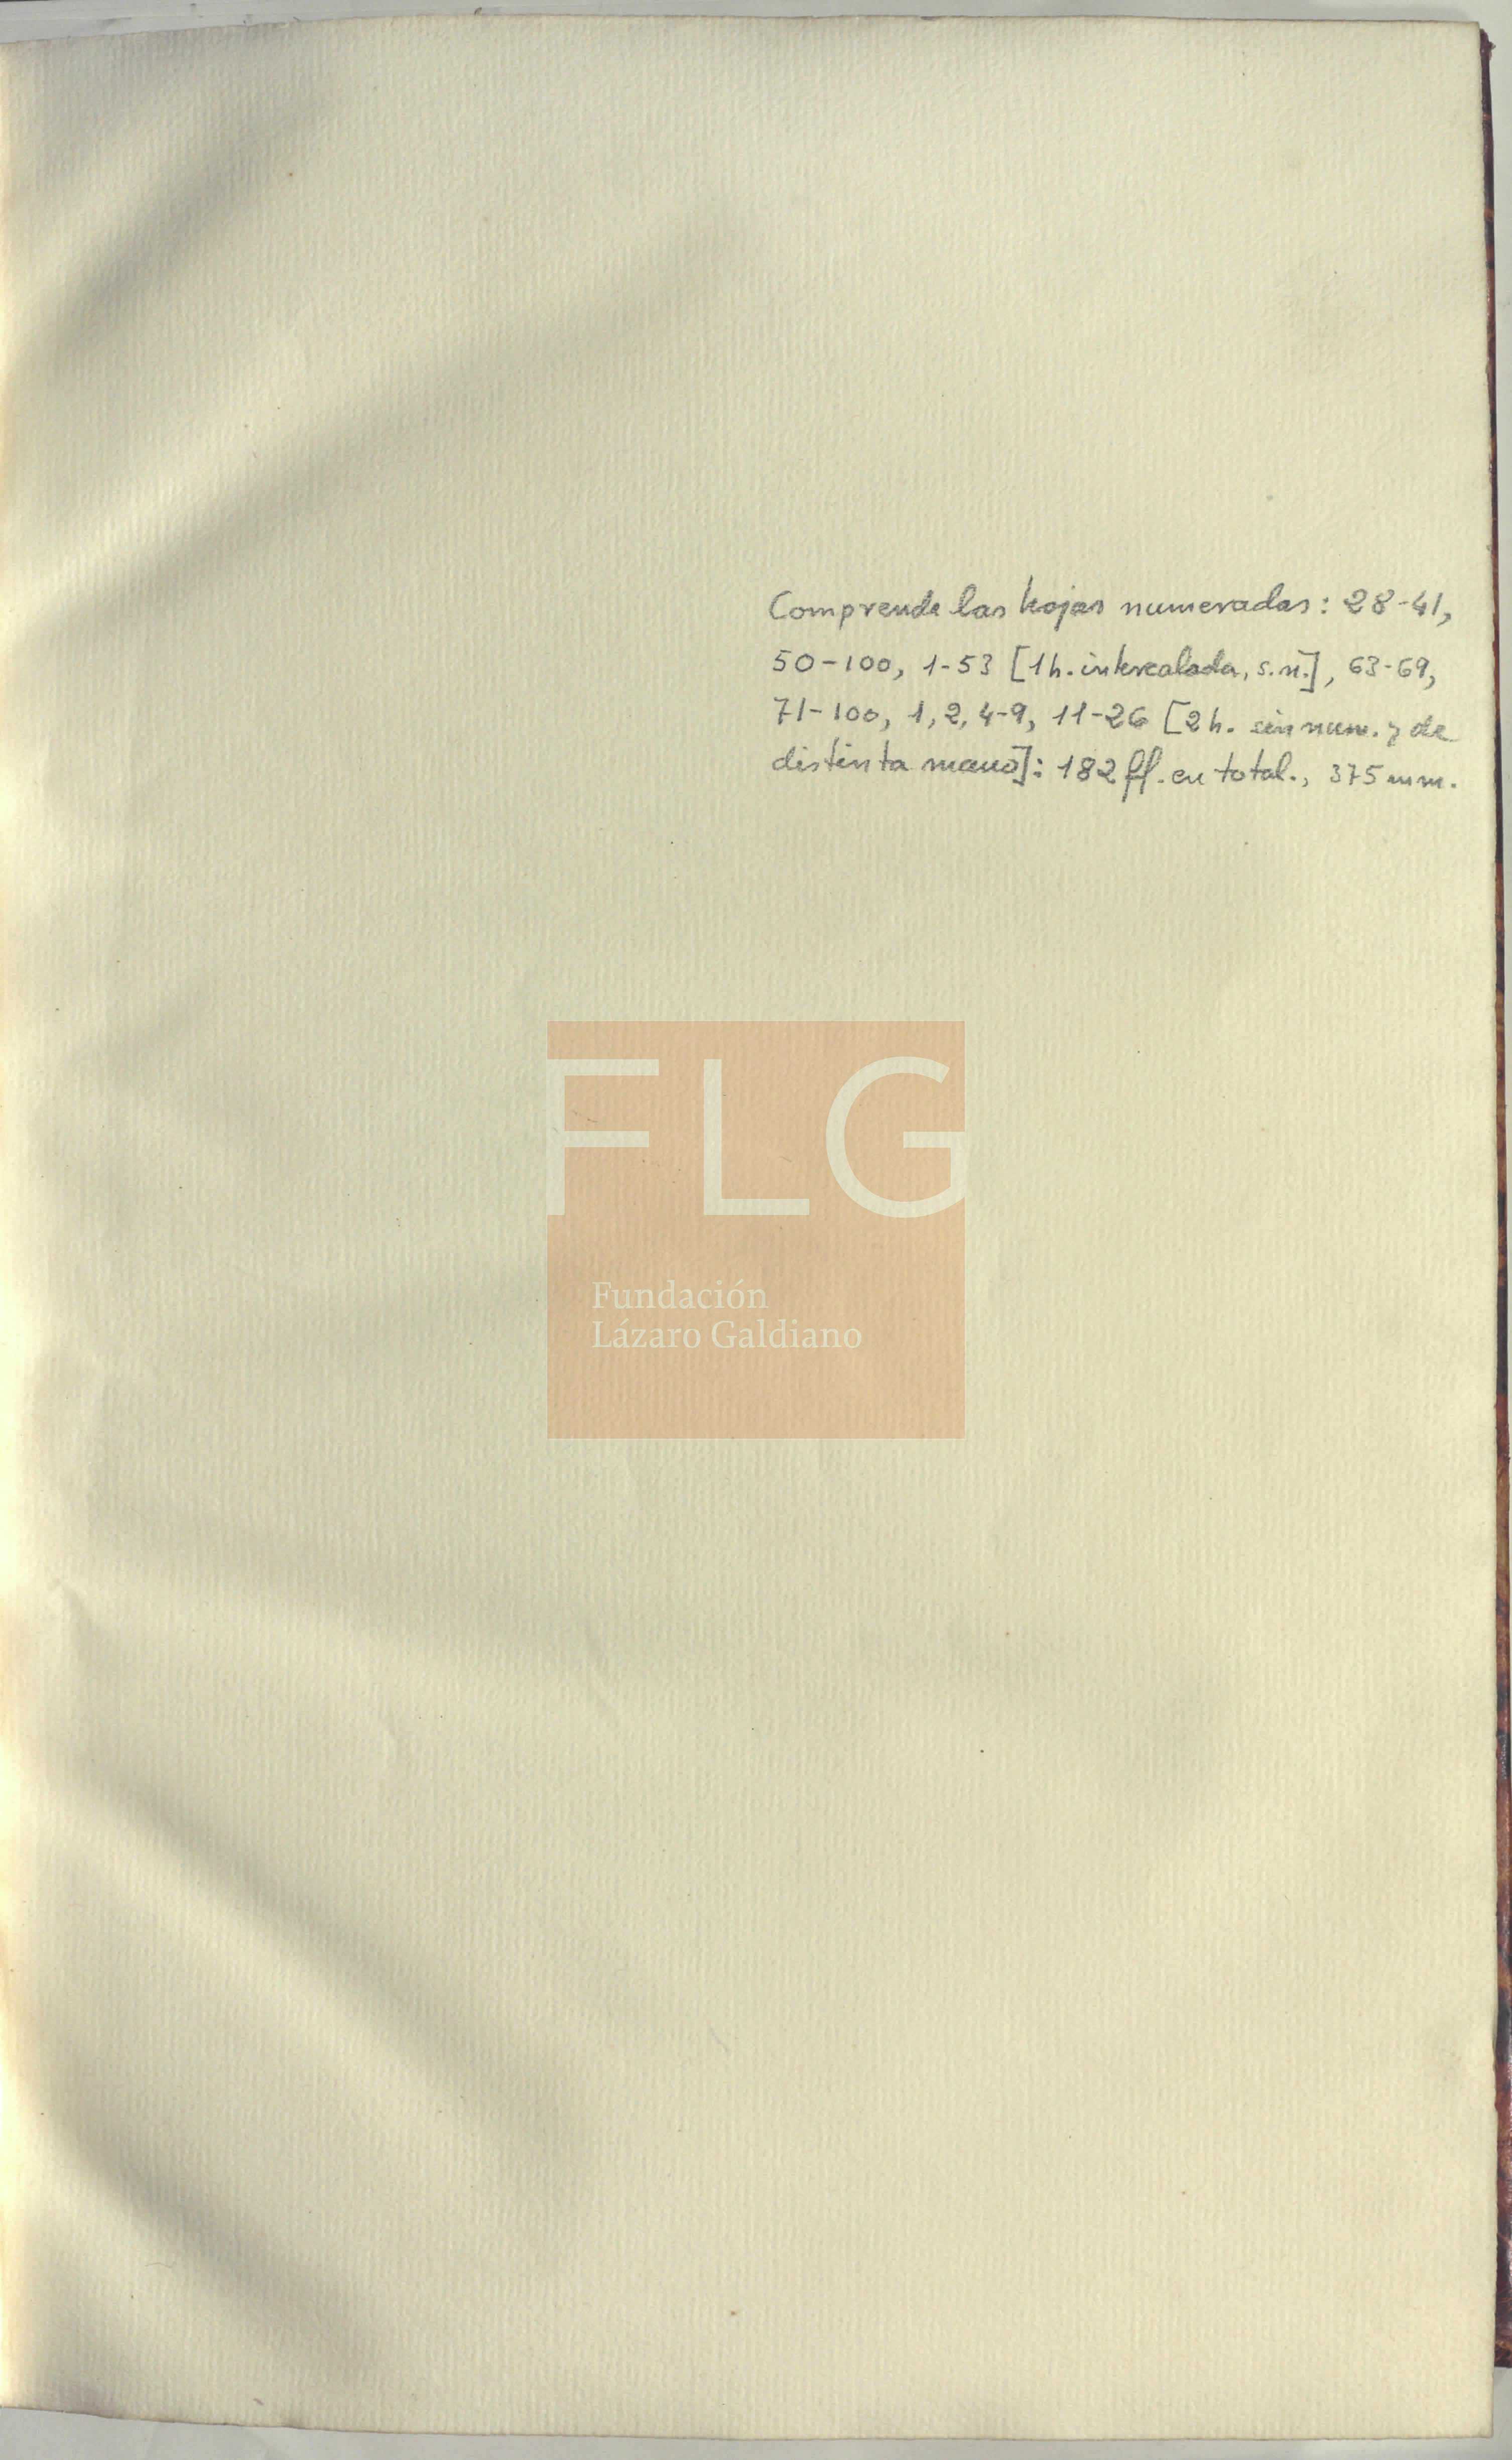 Comprende las hojas numeradas: 28-41,
50-100, 1-53 [1h. intercalada, s.n.], 63-69,
71-100, 1, 2, 4-9, 11-26 [2h. sin num. y de
distinta mano]: 182 ff. en total., 375 mm.
FLG
Fundación
Lázaro Galdiano